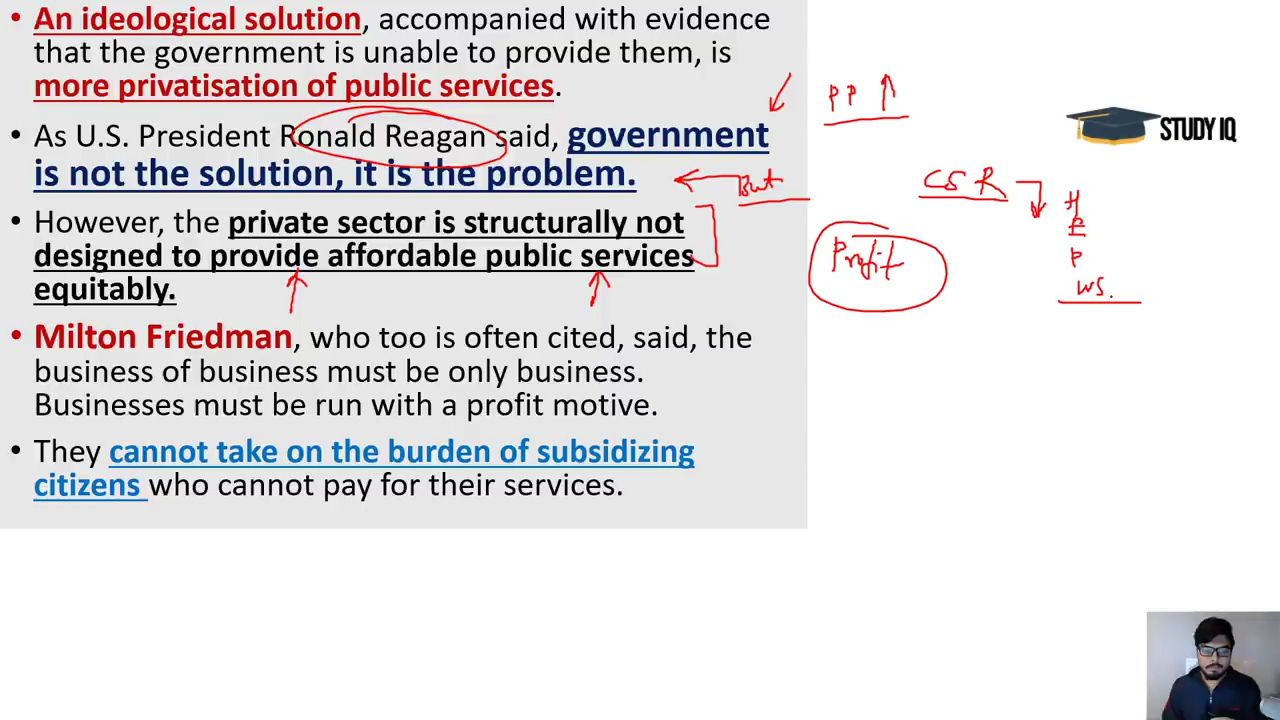 An ideological solution, accompanied with evidence
that the government is unable to provide them, is
more privatisation of public services.
• As U.S. President Ronald Reagan said, government
is not the solution, it is the problem.
• However, the private sector is structurally not
designed to provide affordable public services
equitably.
• Milton Friedman, who too is often cited, said, the
business of business must be only business.
Businesses must be run with a profit motive.
• They cannot take on the burden of subsidizing
citizens who cannot pay for their services.
PP
But
Profit
CSR
H
E
P
WS.
STUDY IQ